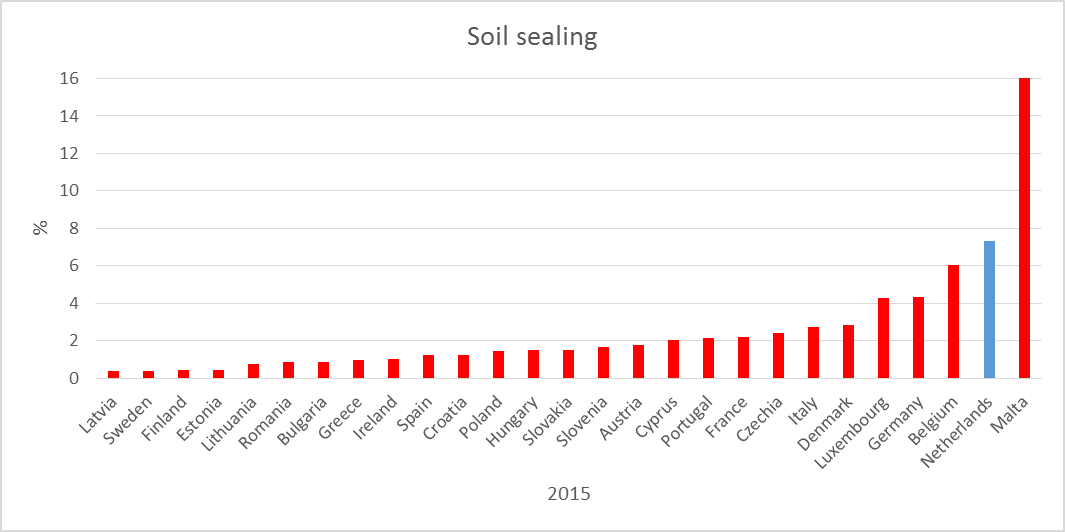 Soil sealing
16
14
12
10
8
6
4
2
0
%
Latvia
Sweden
Finland
Estonia
Lithuania
Romania
Bulgaria
Greece
Ireland
Spain
Croatia
Poland
Hungary
Slovakia
Slovenia
Austria
Cyprus
Portugal
France
Czechia
Italy
Denmark
Luxembourg
Germany
Belgium
Netherlands
Malta
2015